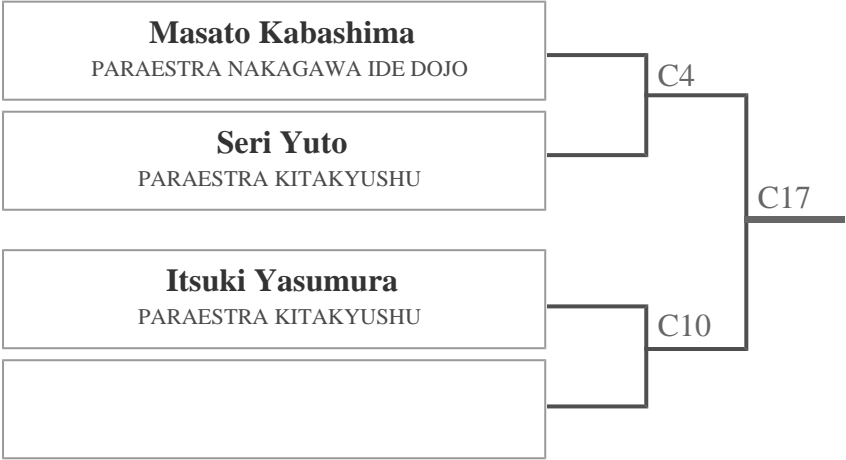 Masato Kabashima
PARAESTRA NAKAGAWA IDE DOJO
C4
Seri Yuto
PARAESTRA KITAKYUSHU
C17
Itsuki Yasumura
PARAESTRA KITAKYUSHU
C10